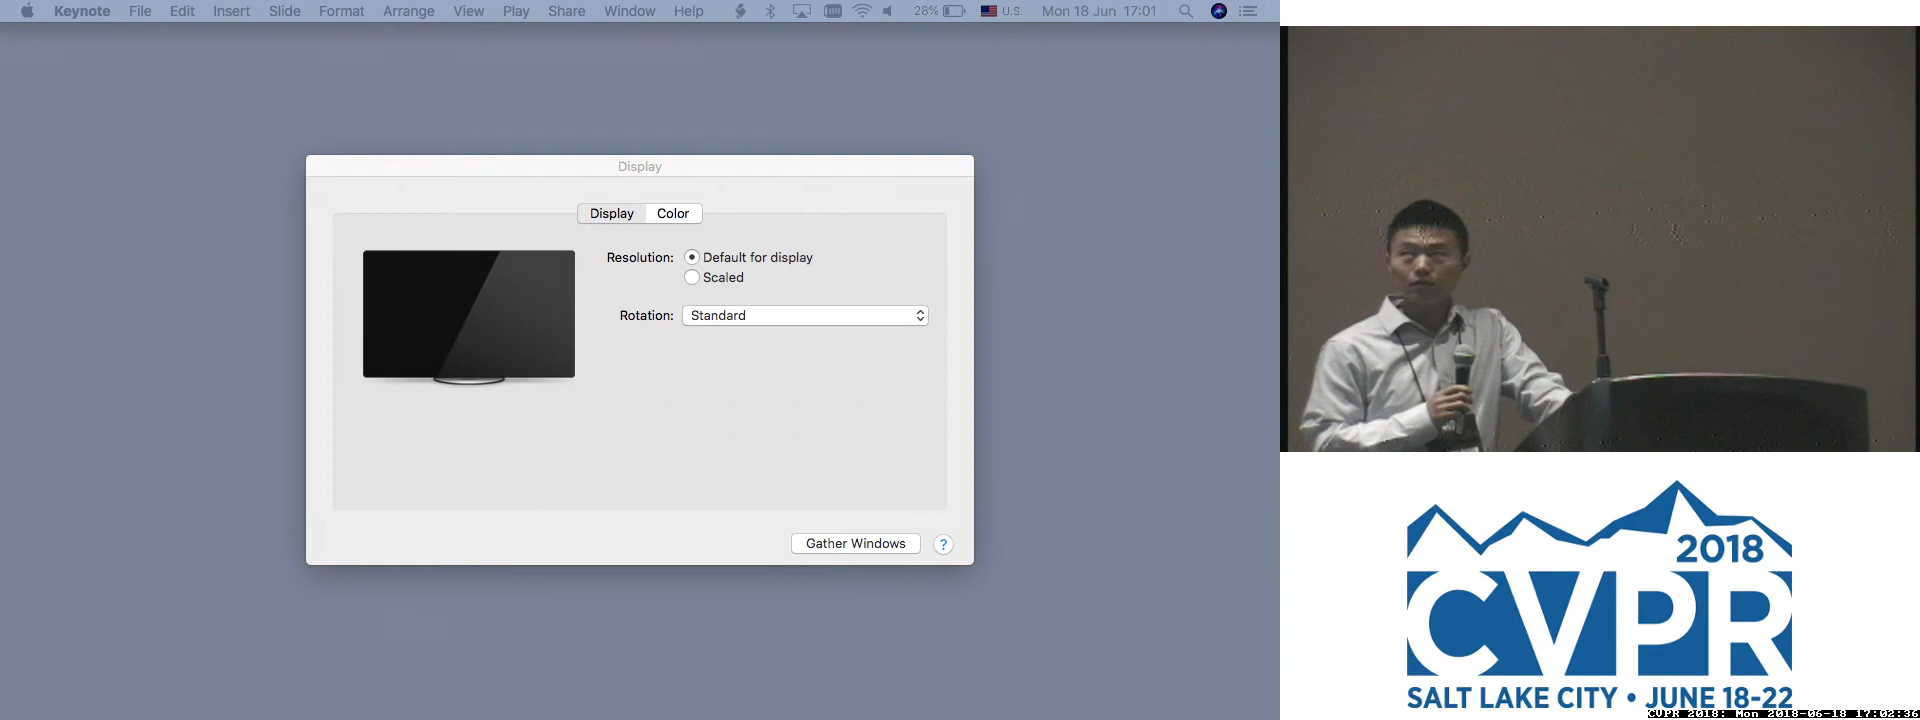 Keynote File Edit Insert Slide Format Arrange View Play Share Window Help 28% U.S. Mon 18 Jun 17:01
Display
Display Color
Resolution: Default for display
Scaled
Rotation: Standard
Gather Windows ?
2018
CVPR
SALT LAKE CITY • JUNE 18-22
CVPR 2018: Mon 2018-06-18 17:02:36